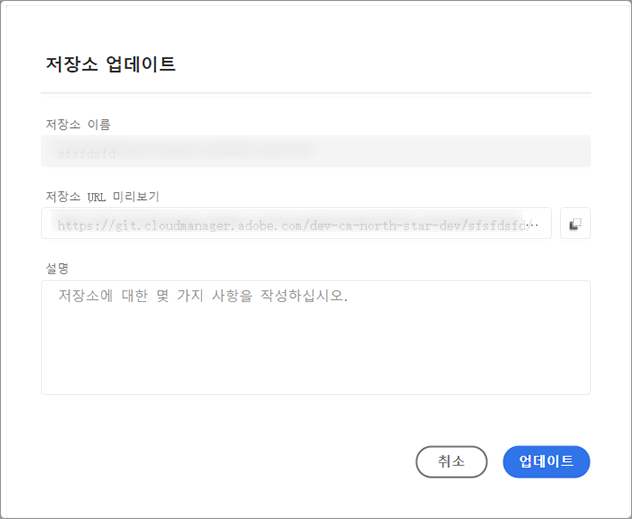 저장소 업데이트
저장소 이름
sfsfdsfd
저장소 URL 미리보기
https://git.cloudmanager.adobe.com/dev-ca-north-star-dev/sfsfdsfd/…
설명
저장소에 대한 몇 가지 사항을 작성하십시오.
취소
업데이트